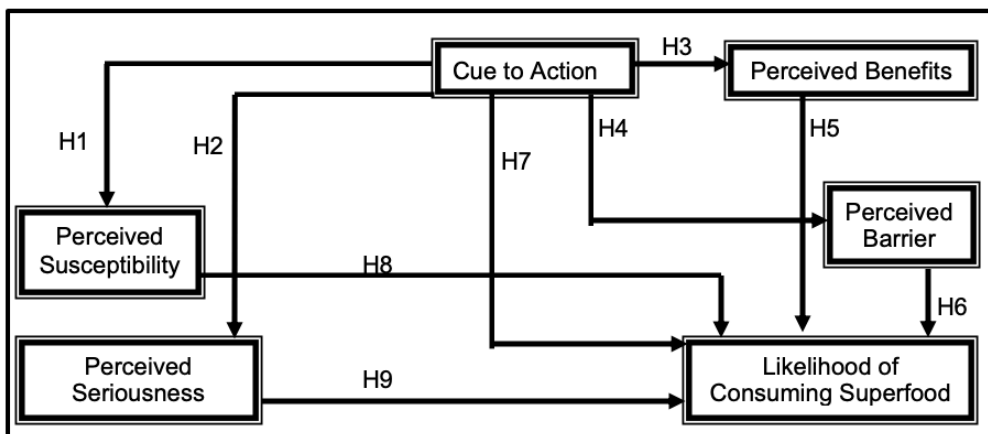 H3
Cue to Action
Perceived Benefits
H1
H2
H7
H4
H5
Perceived
Barrier
Perceived
Susceptibility
H8
H6
Perceived
Seriousness
H9
Likelihood of
Consuming Superfood